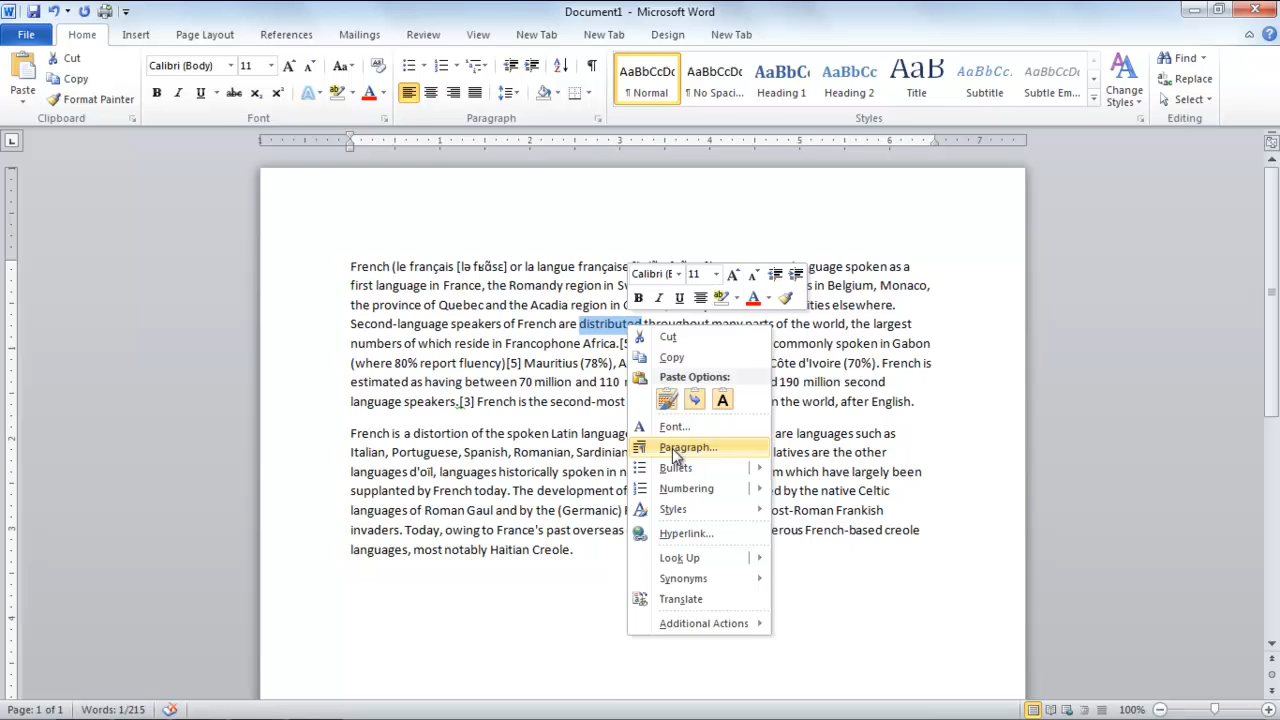 Document1 - Microsoft Word
File Home Insert Page Layout References Mailings Review View New Tab New Tab Design New Tab
Paste
Cut
Copy
Format Painter
Clipboard
Calibri (Body) 11
Font
Paragraph
AaBbCcDc AaBbCcDc AaBbC AaBbCc AaB AaBbCc. AaBbCcDc
¶ Normal ¶ No Spaci... Heading 1 Heading 2 Title Subtitle Subtle Em...
Styles
Change Styles
Find
Replace
Select
Editing
1 1 2 3 4 5 6 7
French (le français [lə fʁɑ̃sɛ] or la langue française
nguage spoken as a
first language in France, the Romandy region in Sw
s in Belgium, Monaco,
the province of Quebec and the Acadia region in C
ities elsewhere.
Second-language speakers of French are distributed throughout many parts of the world, the largest
numbers of which reside in Francophone Africa.[5
commonly spoken in Gabon
(where 80% report fluency)[5] Mauritius (78%), A
Côte d'Ivoire (70%). French is
estimated as having between 70 million and 110 m
d 190 million second
language speakers.[3] French is the second-most
n the world, after English.
French is a distortion of the spoken Latin languag
are languages such as
Italian, Portuguese, Spanish, Romanian, Sardinian
latives are the other
languages d'oïl, languages historically spoken in n
m which have largely been
supplanted by French today. The development of
ed by the native Celtic
languages of Roman Gaul and by the (Germanic) F
ost-Roman Frankish
invaders. Today, owing to France's past overseas
erous French-based creole
languages, most notably Haitian Creole.
Calibri (E 11
Cut
Copy
Paste Options:
Font...
Paragraph...
Bullets
Numbering
Styles
Hyperlink...
Look Up
Synonyms
Translate
Additional Actions
Page: 1 of 1 Words: 1/215 100%